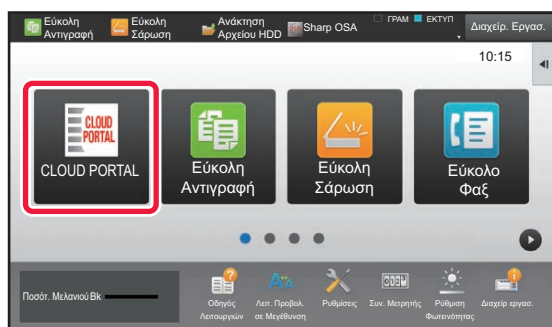 Εύκολη Αντιγραφή
Εύκολη Σάρωση
Ανάκτηση Αρχείου HDD
Sharp OSA
ΓΡΑΜ
ΕΚΤΥΠ
Διαχείρ. Εργασ.
10:15
CLOUD PORTAL
CLOUD PORTAL
Εύκολη
Αντιγραφή
Εύκολη
Σάρωση
Εύκολο
Φαξ
Ποσότ. Μελανιού Bk
Οδηγός
Λειτουργιών
Λειτ. Προβολ.
σε Μεγέθυνση
Ρυθμίσεις
Συν. Μετρητής
Ρύθμιση
Φωτεινότητας
Διαχείρ εργασ.